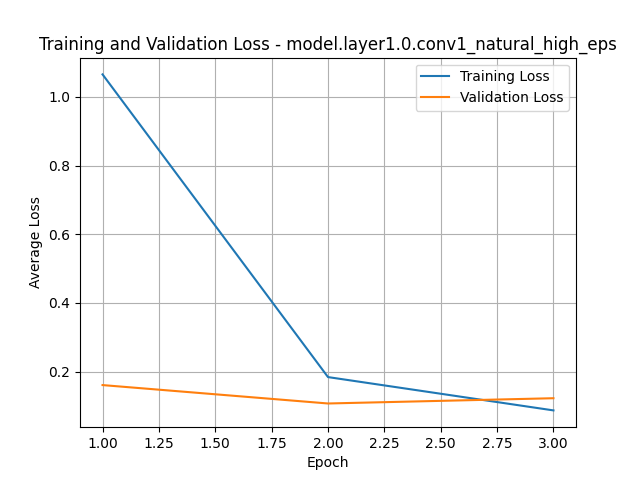 Training and Validation Loss - model.layer1.0.conv1_natural_high_eps
Training Loss
Validation Loss
1.0
0.8
0.6
0.4
0.2
Average Loss
1.00 1.25 1.50 1.75 2.00 2.25 2.50 2.75 3.00
Epoch